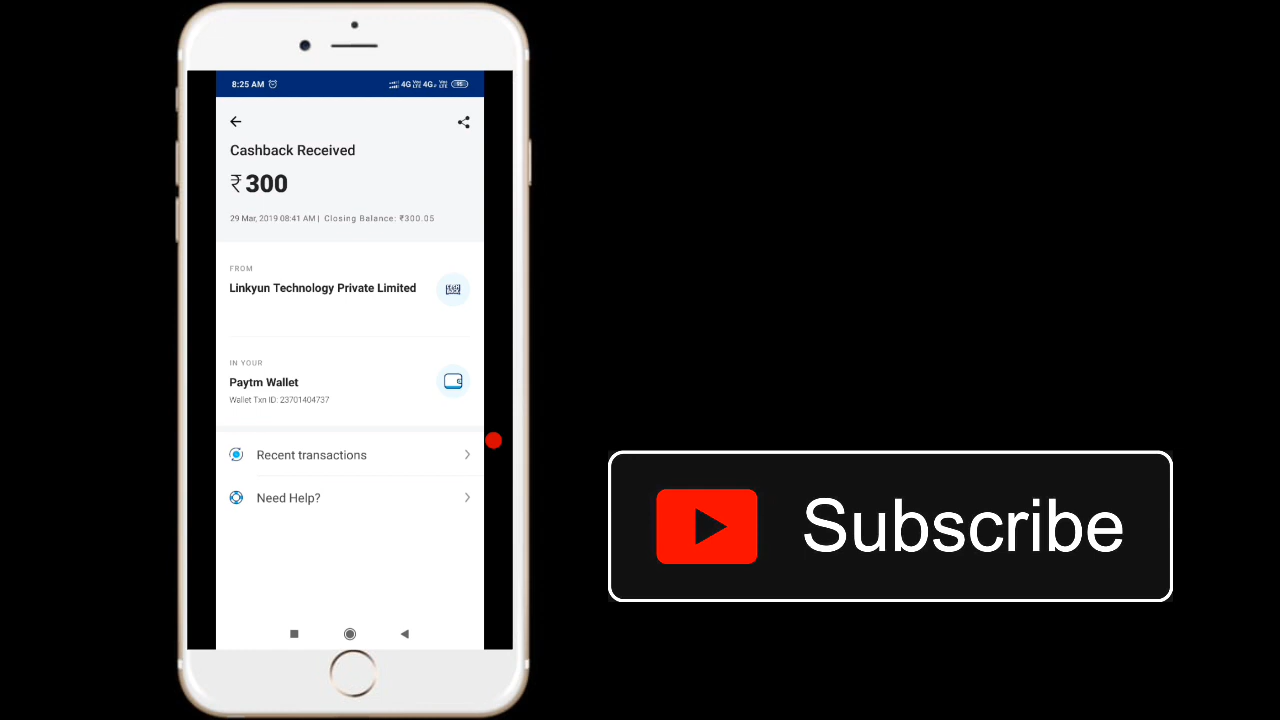 8:25 AM
4G 4G
Cashback Received
₹300
29 Mar, 2019 08:41 AM | Closing Balance: ₹300.05
FROM
Linkyun Technology Private Limited
IN YOUR
Paytm Wallet
Wallet Txn ID: 23701404737
Recent transactions
Need Help?
Subscribe